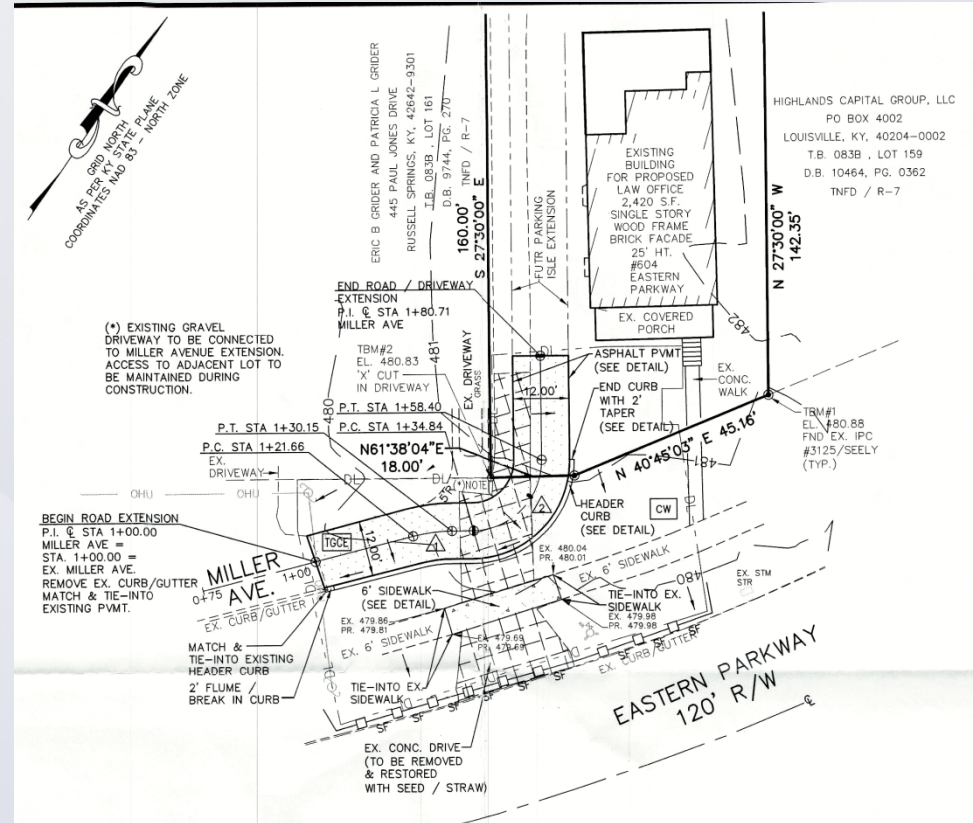 GRID NORTH
AS PER KY STATE PLANE
COORDINATES NAD 83 - NORTH ZONE
ERIC B GRIDER AND PATRICIA L GRIDER
445 PAUL JONES DRIVE
RUSSELL SPRINGS, KY, 42642-9301
T.B. 083B , LOT 161
D.B. 9744, PG. 270
TNFD / R-7
160.00'
S 27°30'00" E
FUTR PARKING
ISLE EXTENSION
EXISTING
BUILDING
FOR PROPOSED
LAW OFFICE
2,420 S.F.
SINGLE STORY
WOOD FRAME
BRICK FACADE
25' HT.
#604
EASTERN
PARKWAY
EX. COVERED
PORCH
482
N 27°30'00" W
142.35'
HIGHLANDS CAPITAL GROUP, LLC
PO BOX 4002
LOUISVILLE, KY, 40204-0002
T.B. 083B , LOT 159
D.B. 10464, PG. 0362
TNFD / R-7
END ROAD / DRIVEWAY
EXTENSION
P.I. ℄ STA 1+80.71
MILLER AVE
(*) EXISTING GRAVEL
DRIVEWAY TO BE CONNECTED
TO MILLER AVENUE EXTENSION.
ACCESS TO ADJACENT LOT TO
BE MAINTAINED DURING
CONSTRUCTION.
TBM#2
EL. 480.83
'X' CUT
IN DRIVEWAY
481
480
EX. DRIVEWAY
GRASS
DL
12.00'
ASPHALT PVMT
(SEE DETAIL)
END CURB
WITH 2'
TAPER
(SEE DETAIL)
EX.
CONC.
WALK
TBM#1
EL. 480.88
FND EX. IPC
#3125/SEELY
(TYP.)
P.T. STA 1+58.40
P.C. STA 1+34.84
P.T. STA 1+30.15
P.C. STA 1+21.66
N61°38'04"E
18.00'
N 40°45'03" E 45.16'
481
EX.
DRIVEWAY
DL
DL
5'R
(*)NOTE
OHU
OHU
2
HEADER
CURB
(SEE DETAIL)
CW
DL
BEGIN ROAD EXTENSION
P.I. ℄ STA 1+00.00
MILLER AVE =
STA. 1+00.00 =
EX. MILLER AVE.
REMOVE EX. CURB/GUTTER
MATCH & TIE-INTO
EXISTING PVMT.
TGCE
12.00'
1
MILLER
AVE.
1+00
0+75
EX. CURB/GUTTER
EX. 480.04
PR. 480.01
EX. 6' SIDEWALK
480
6' SIDEWALK
(SEE DETAIL)
TIE-INTO EX.
SIDEWALK
EX. STM
STR
EX. 479.86
PR. 479.81
EX. 479.98
PR. 479.98
EX. 6' SIDEWALK
EX. 479.69
PR. 479.69
EX. CURB/GUTTER
MATCH &
TIE-INTO EXISTING
HEADER CURB
2' FLUME /
BREAK IN CURB
TIE-INTO EX.
SIDEWALK
SF
SF
SF
SF
SF
SF
SF
SF
EASTERN PARKWAY
120' R/W
℄
EX. CONC. DRIVE
(TO BE REMOVED
& RESTORED
WITH SEED / STRAW)